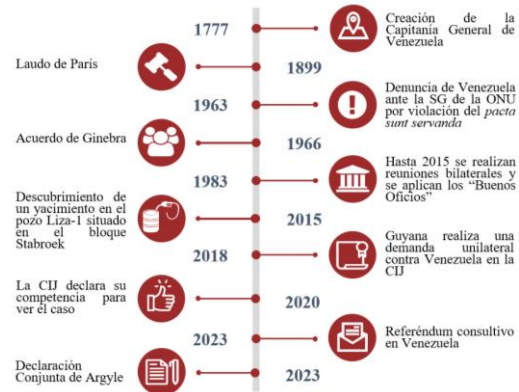 1777
Creación de la
Capitanía General de
Venezuela
Laudo de París
1899
1963
Denuncia de Venezuela
ante la SG de la ONU
por violación del pacta
sunt servanda
Acuerdo de Ginebra
1966
1983
Hasta 2015 se realizan
reuniones bilaterales y
se aplican los “Buenos
Oficios”
Descubrimiento de
un yacimiento en el
pozo Liza-1 situado
en el bloque
Stabroek
2015
2018
Guyana realiza una
demanda unilateral
contra Venezuela en la
CIJ
La CIJ declara su
competencia para
ver el caso
2020
2023
Referéndum consultivo
en Venezuela
Declaración
Conjunta de Argyle
2023